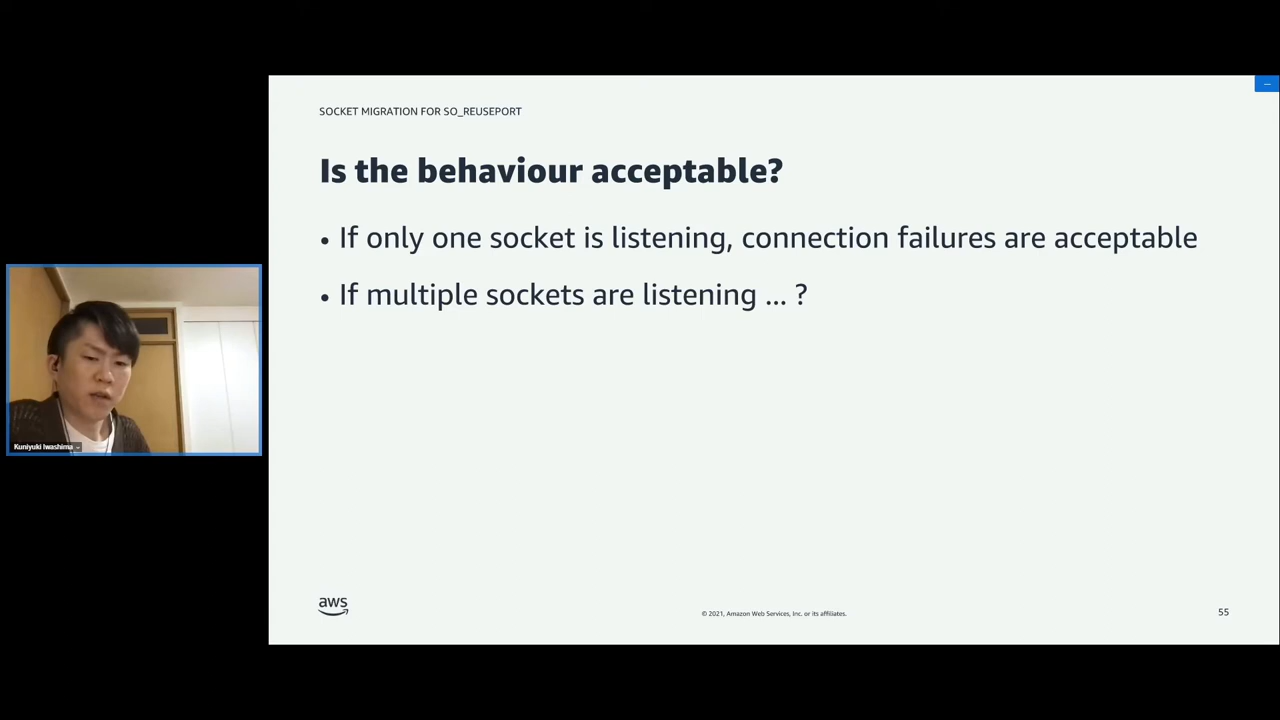 SOCKET MIGRATION FOR SO_REUSEPORT
Is the behaviour acceptable?
• If only one socket is listening, connection failures are acceptable
• If multiple sockets are listening ... ?
Kuniyuki Iwashima
aws
© 2021, Amazon Web Services, Inc. or its affiliates.
55